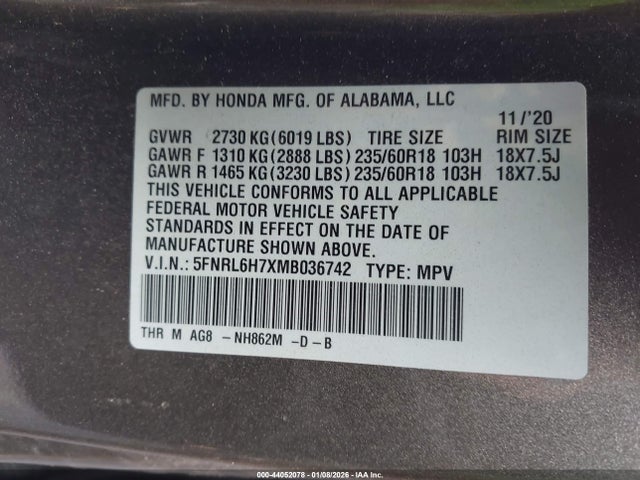 MFD. BY HONDA MFG. OF ALABAMA, LLC
11/'20
GVWR 2730 KG(6019 LBS) TIRE SIZE RIM SIZE
GAWR F 1310 KG(2888 LBS) 235/60R18 103H 18X7.5J
GAWR R 1465 KG(3230 LBS) 235/60R18 103H 18X7.5J
THIS VEHICLE CONFORMS TO ALL APPLICABLE
FEDERAL MOTOR VEHICLE SAFETY
STANDARDS IN EFFECT ON THE DATE OF
MANUFACTURE SHOWN ABOVE.
V.I.N.: 5FNRL6H7XMB036742 TYPE: MPV
THR M AG8 -NH862M -D-B
000-44052078 - 01/08/2026 - IAA Inc.